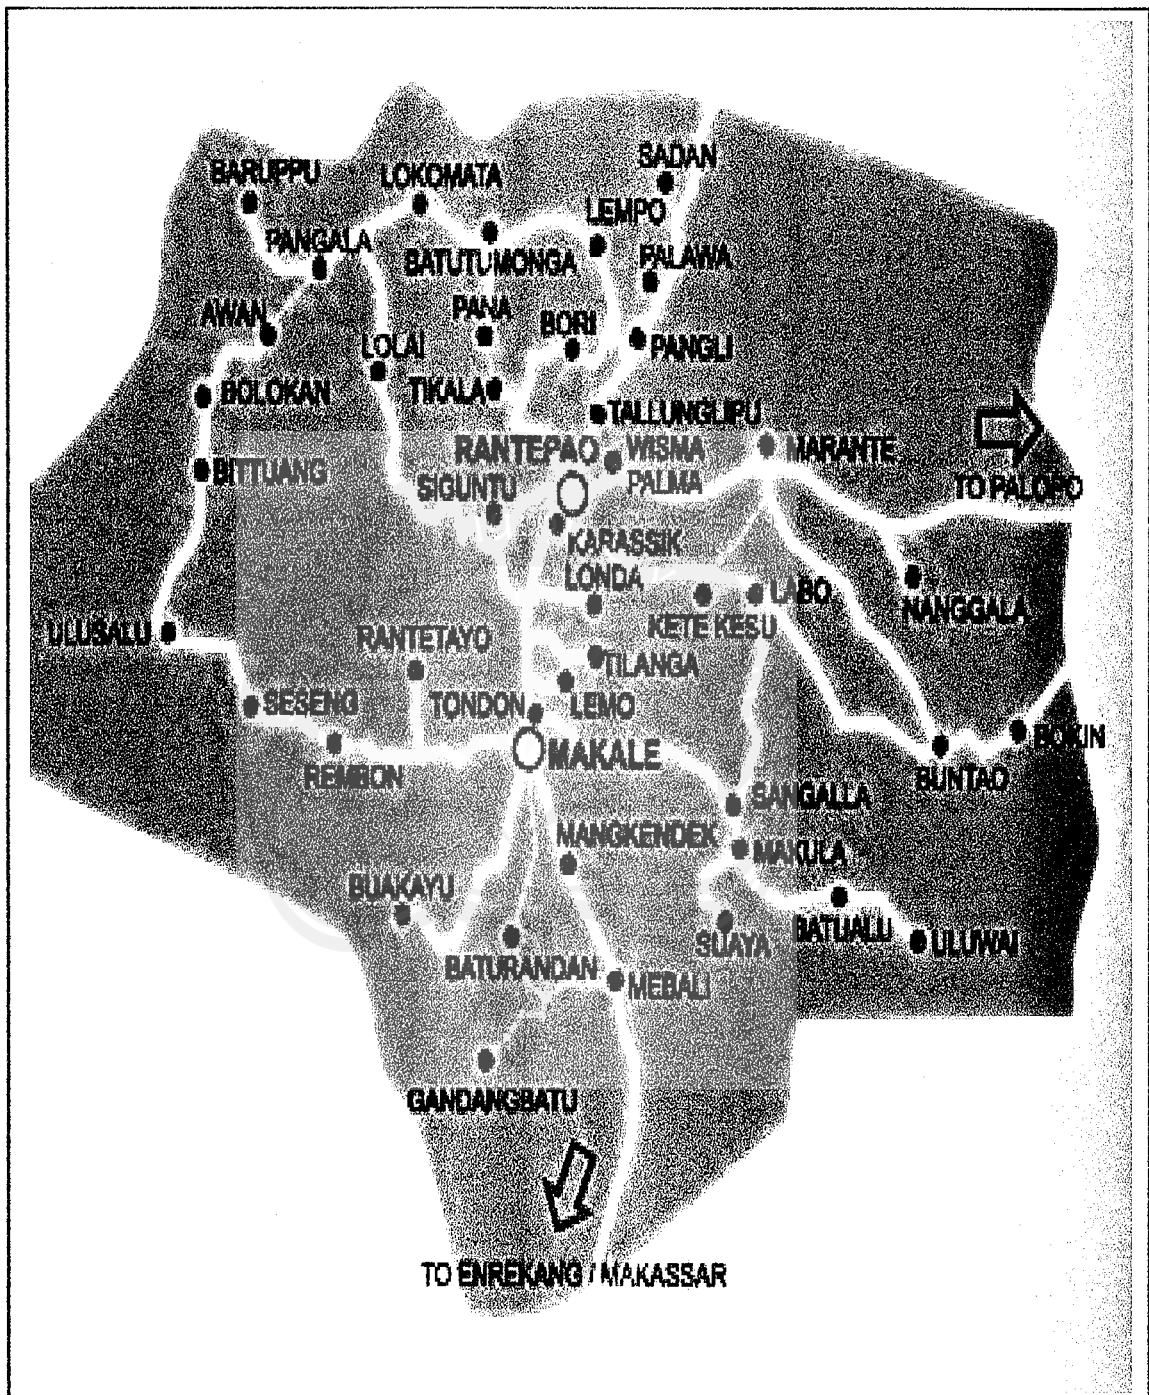 SADAN
BARUPPU
LOKOMATA
LEMPO
PANGALA
BATUTUMONGA
PALAWA
AWAN
PANA
BORI
LOLAI
PANGLI
BOLOKAN
TIKALA
TALLUNGLIPU
RANTEPAO
WISMA
PALMA
MARANTE
BITTUANG
SIGUNTU
TO PALOPO
KARASSIK
LONDA
LABO
NANGGALA
KETE KESU
ULUSALU
RANTETAYO
TILANGA
SESENG
TONDON
LEMO
BOKIN
MAKALE
REMBON
BUNTAO
SANGALLA
MANGKENDEK
MAKULA
BUAKAYU
BATUALU
SUAYA
ULUWAI
BATURANDAN
MEBALI
GANDANGBATU
TO ENREKANG / MAKASSAR